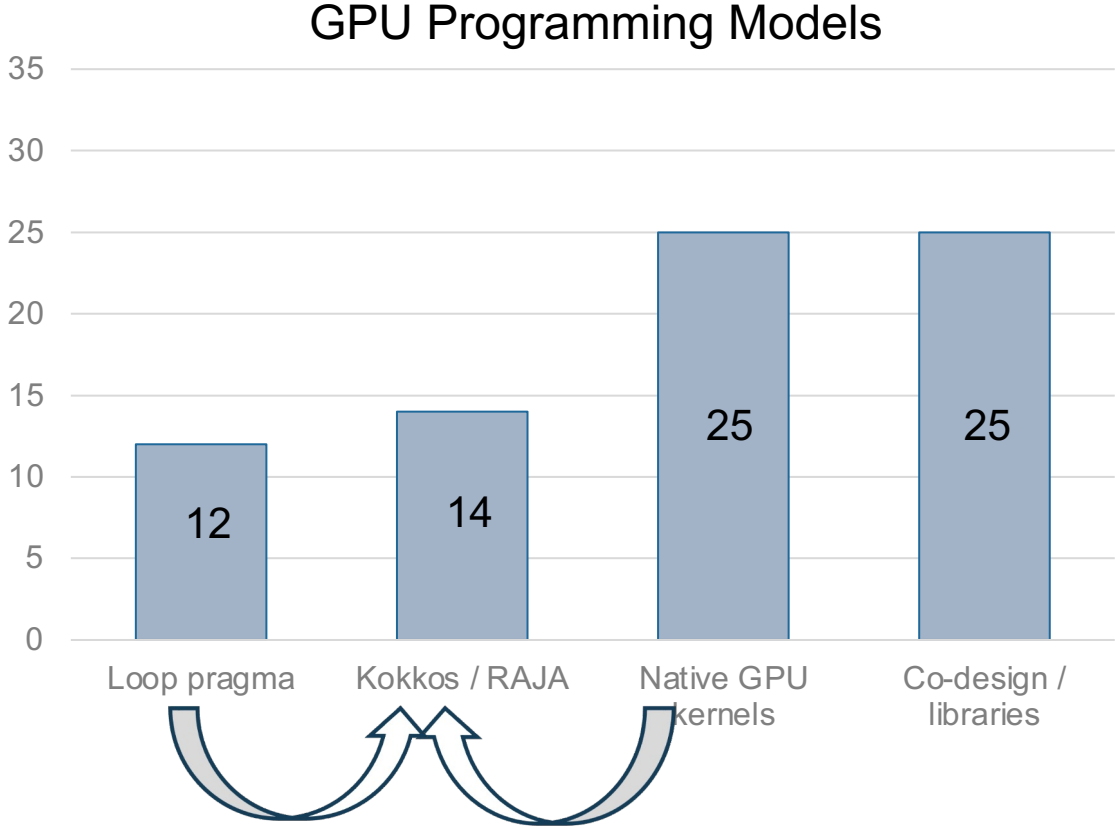 GPU Programming Models
35
30
25
20
15
10
5
0
12
14
25
25
Loop pragma
Kokkos / RAJA
Native GPU
kernels
Co-design /
libraries